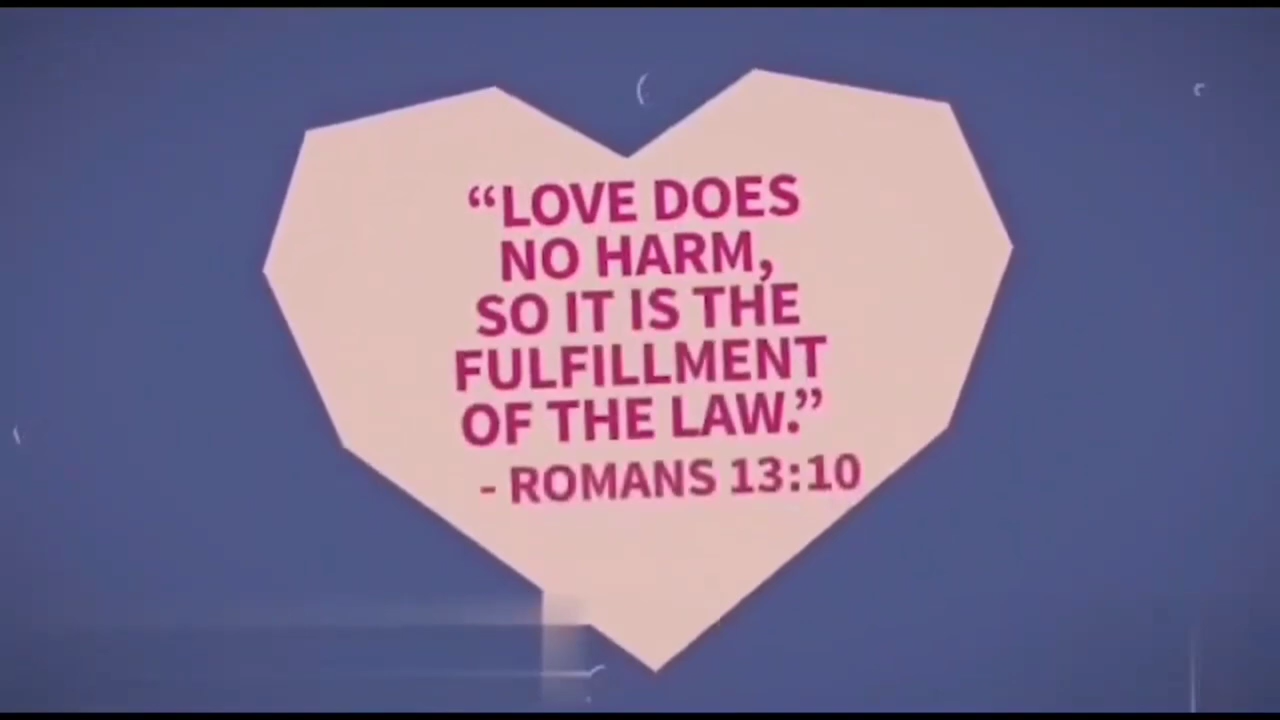 “LOVE DOES
NO HARM,
SO IT IS THE
FULFILLMENT
OF THE LAW.”
- ROMANS 13:10